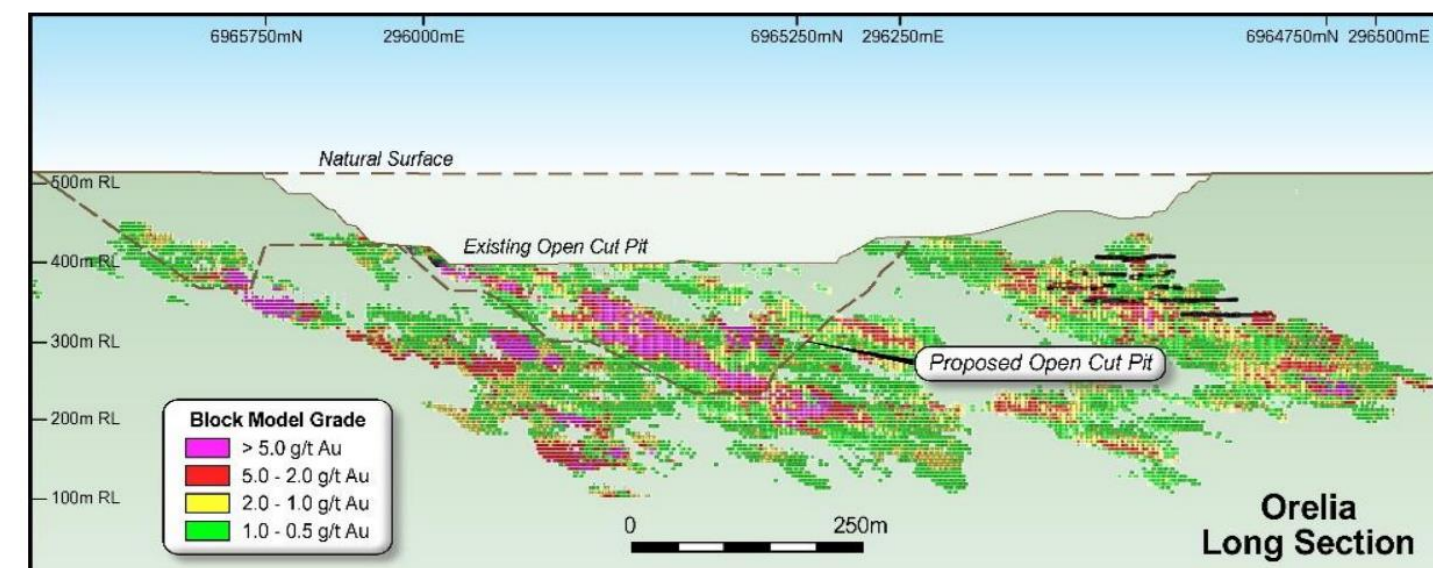 6965750mN 296000mE 6965250mN 296250mE 6964750mN 296500mE
Natural Surface
500m RL
Existing Open Cut Pit
400m RL
300m RL
Proposed Open Cut Pit
200m RL
100m RL
Block Model Grade
> 5.0 g/t Au
5.0 - 2.0 g/t Au
2.0 - 1.0 g/t Au
1.0 - 0.5 g/t Au
0 250m
Orelia
Long Section